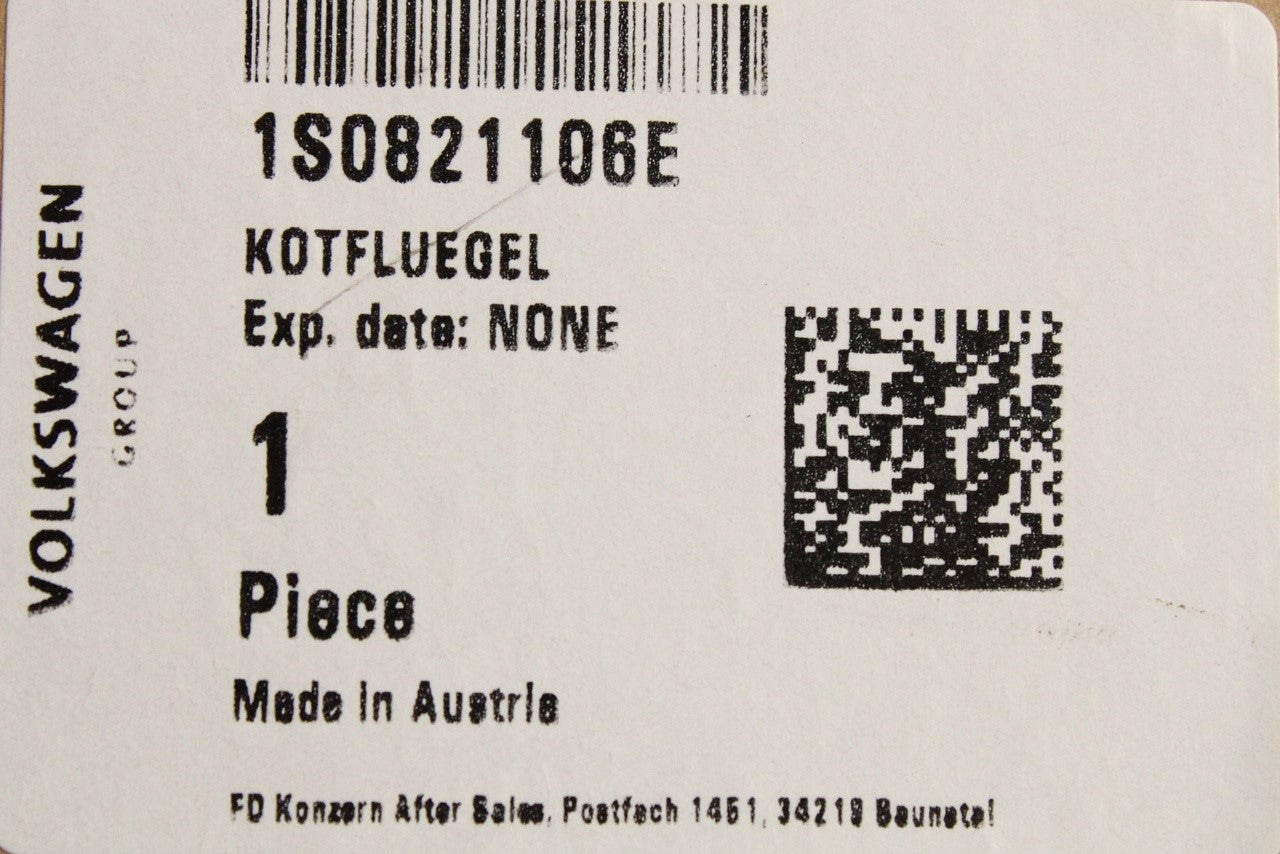 1S0821106E
KOTFLUEGEL
Exp. date: NONE
1
Piece
Made in Austria
FD Konzern After Sales, Postfach 1451, 34219 Baunatal
VOLKSWAGEN
GROUP